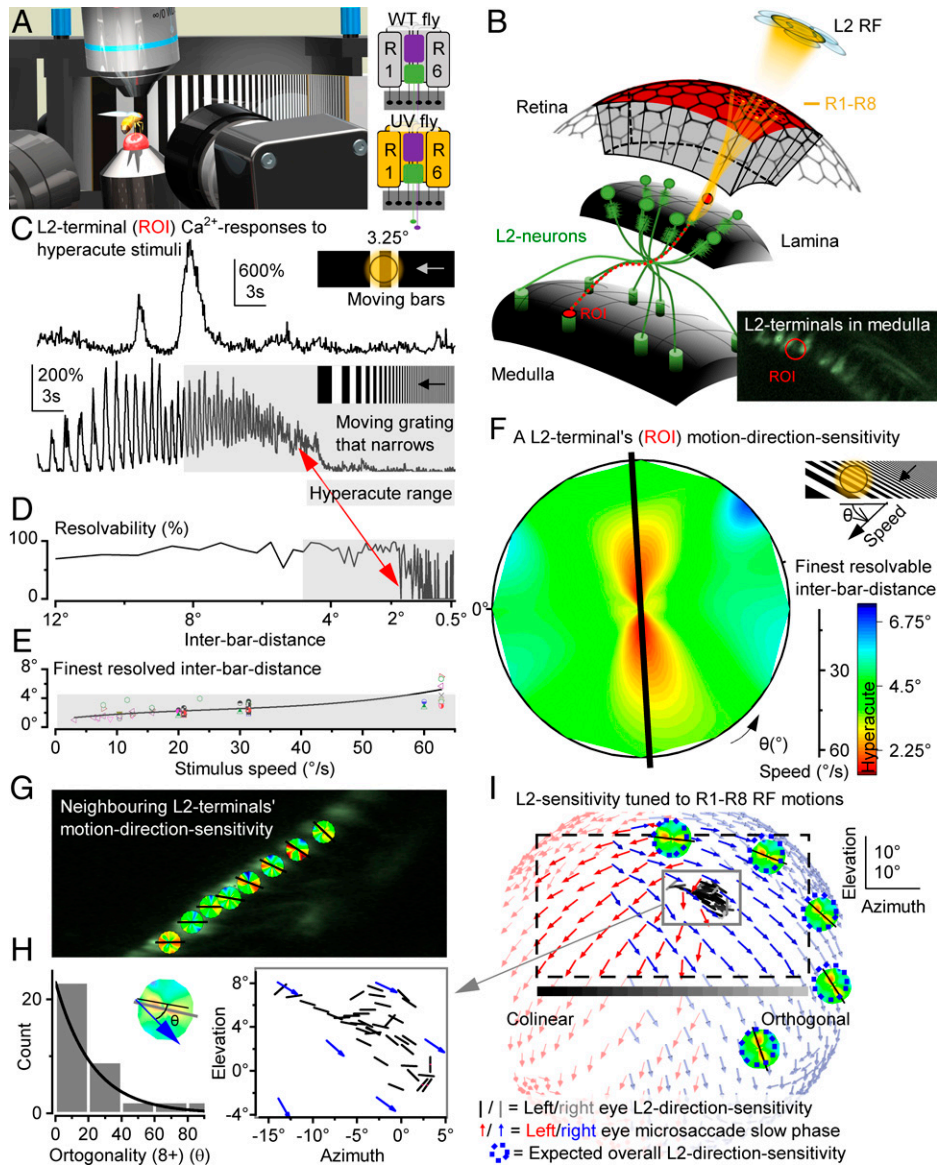 A
WT fly
R
1
R
6
UV fly
R
1
R
6
B
L2 RF
Retina
R1-R8
L2-neurons
Lamina
ROI
Medulla
L2-terminals in medulla
ROI
C
L2-terminal (ROI) Ca2+-responses to
hyperacute stimuli
3.25°
600%
3s
Moving bars
200%
3s
Moving grating
that narrows
Hyperacute range
D
Resolvability (%)
100
0
12°
8°
4°
2°
0.5°
Inter-bar-distance
E
Finest resolved inter-bar-distance
8°
4°
0°
0
10
20
30
40
50
60
Stimulus speed (°/s)
F
A L2-terminal's (ROI) motion-direction-sensitivity
θ
Speed
Finest resolvable
inter-bar-distance
0°
30
60
6.75°
4.5°
2.25°
Hyperacute
θ(°)
Speed (°/s)
G
Neighbouring L2-terminals'
motion-direction-sensitivity
H
20
0
Count
θ
0
20
40
60
80
Ortogonality (8+) (θ)
8°
4°
0°
-4°
Elevation
-15°
-10°
-5°
0°
5°
Azimuth
I
L2-sensitivity tuned to R1-R8 RF motions
Elevation
10°
10°
Azimuth
Colinear
Orthogonal
| / | = Left/right eye L2-direction-sensitivity
↑/ ↑ = Left/right eye microsaccade slow phase
= Expected overall L2-direction-sensitivity